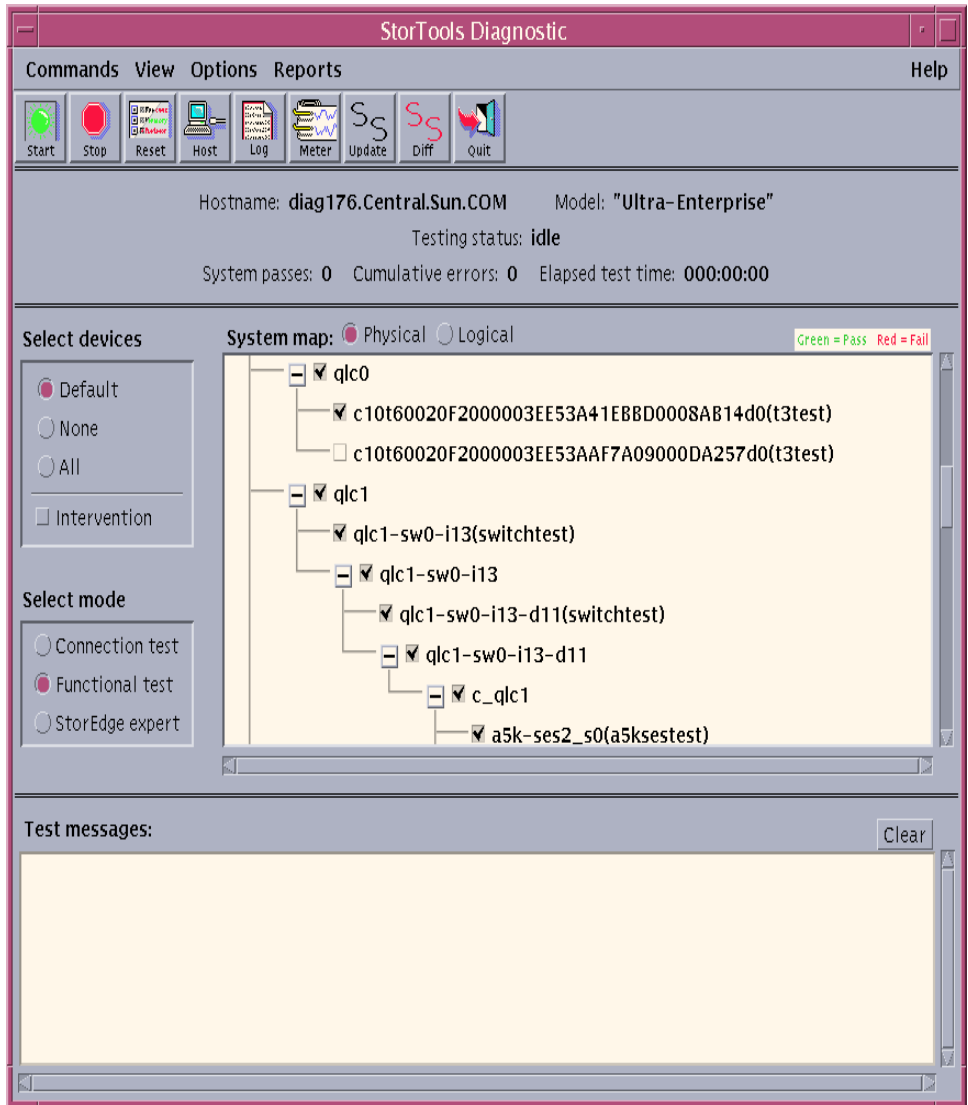 StorTools Diagnostic
Commands View Options Reports Help
Start Stop Reset Host Log Meter Update Diff Quit
Hostname: diag176.Central.Sun.COM Model: "Ultra-Enterprise"
Testing status: idle
System passes: 0 Cumulative errors: 0 Elapsed test time: 000:00:00
Select devices
Default
None
All
Intervention
Select mode
Connection test
Functional test
StorEdge expert
System map: Physical Logical
Green = Pass Red = Fail
qlc0
c10t60020F2000003EE53A41EBBD0008AB14d0(t3test)
c10t60020F2000003EE53AAF7A09000DA257d0(t3test)
qlc1
qlc1-sw0-i13(switchtest)
qlc1-sw0-i13
qlc1-sw0-i13-d11(switchtest)
qlc1-sw0-i13-d11
c_qlc1
a5k-ses2_s0(a5ksestest)
Test messages:
Clear